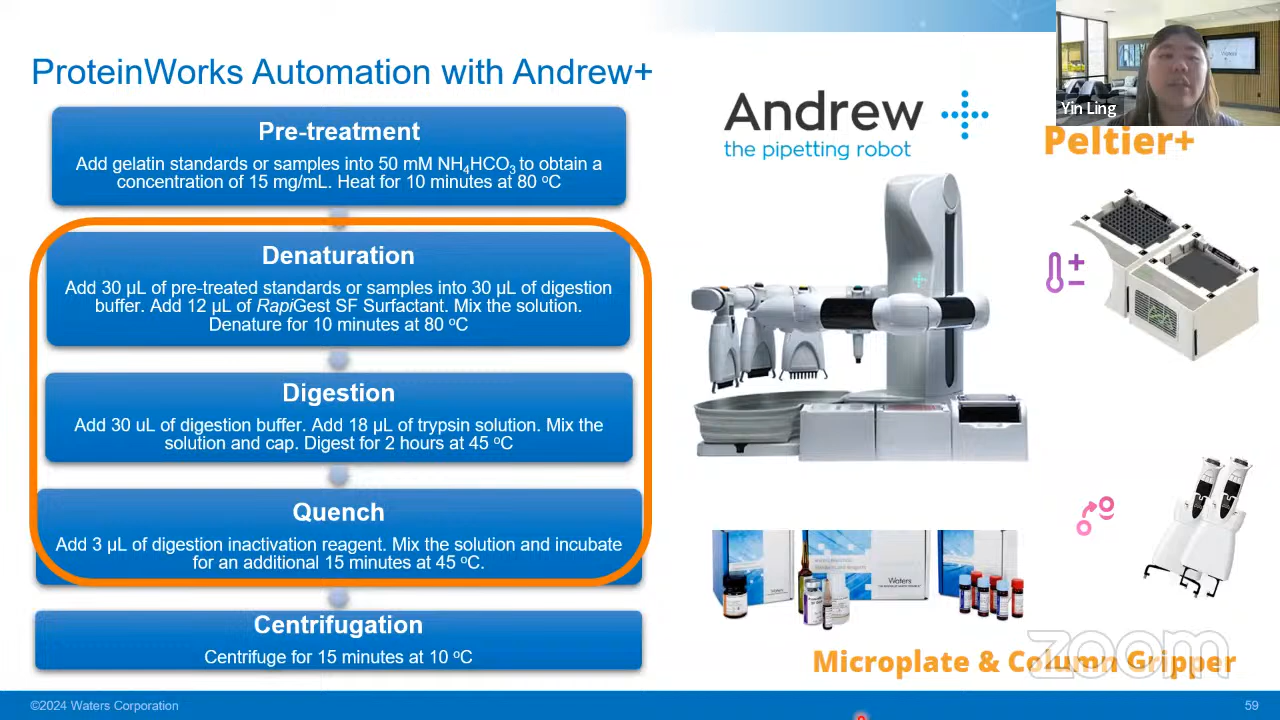 ProteinWorks Automation with Andrew+
Pre-treatment
Add gelatin standards or samples into 50 mM NH4HCO3 to obtain a
concentration of 15 mg/mL. Heat for 10 minutes at 80 ºC
Denaturation
Add 30 µL of pre-treated standards or samples into 30 µL of digestion
buffer. Add 12 µL of RapiGest SF Surfactant. Mix the solution.
Denature for 10 minutes at 80 ºC
Digestion
Add 30 uL of digestion buffer. Add 18 µL of trypsin solution. Mix the
solution and cap. Digest for 2 hours at 45 ºC
Quench
Add 3 µL of digestion inactivation reagent. Mix the solution and incubate
for an additional 15 minutes at 45 ºC.
Centrifugation
Centrifuge for 15 minutes at 10 ºC
Andrew
the pipetting robot
Yin Ling
Peltier+
Waters
Microplate & Column Gripper
zoom
©2024 Waters Corporation
59